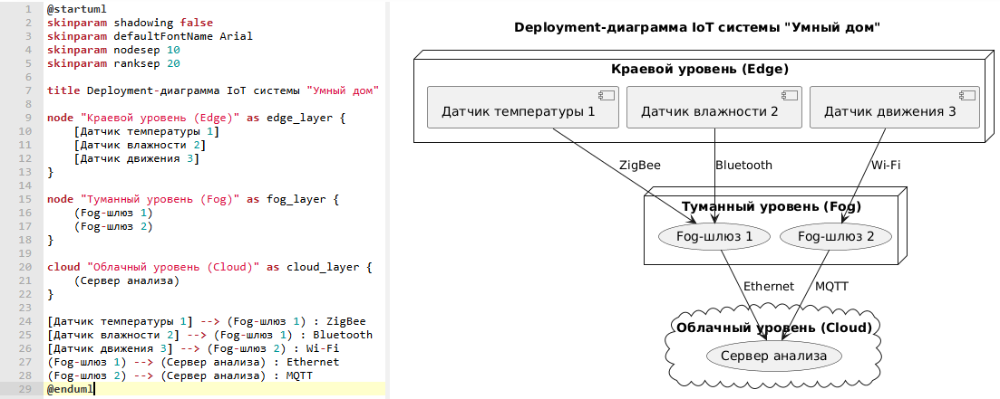 1 @startuml
2 skinparam shadowing false
3 skinparam defaultFontName Arial
4 skinparam nodesep 10
5 skinparam ranksep 20
6
7 title Deployment-диаграмма IoT системы "Умный дом"
8
9 node "Краевой уровень (Edge)" as edge_layer {
10     [Датчик температуры 1]
11     [Датчик влажности 2]
12     [Датчик движения 3]
13 }
14
15 node "Туманный уровень (Fog)" as fog_layer {
16     (Fog-шлюз 1)
17     (Fog-шлюз 2)
18 }
19
20 cloud "Облачный уровень (Cloud)" as cloud_layer {
21     (Сервер анализа)
22 }
23
24 [Датчик температуры 1] --> (Fog-шлюз 1) : ZigBee
25 [Датчик влажности 2] --> (Fog-шлюз 1) : Bluetooth
26 [Датчик движения 3] --> (Fog-шлюз 2) : Wi-Fi
27 (Fog-шлюз 1) --> (Сервер анализа) : Ethernet
28 (Fog-шлюз 2) --> (Сервер анализа) : MQTT
29 @enduml
Deployment-диаграмма IoT системы "Умный дом"
Краевой уровень (Edge)
Датчик температуры 1 Датчик влажности 2 Датчик движения 3
ZigBee Bluetooth Wi-Fi
Туманный уровень (Fog)
Fog-шлюз 1 Fog-шлюз 2
Ethernet MQTT
Облачный уровень (Cloud)
Сервер анализа